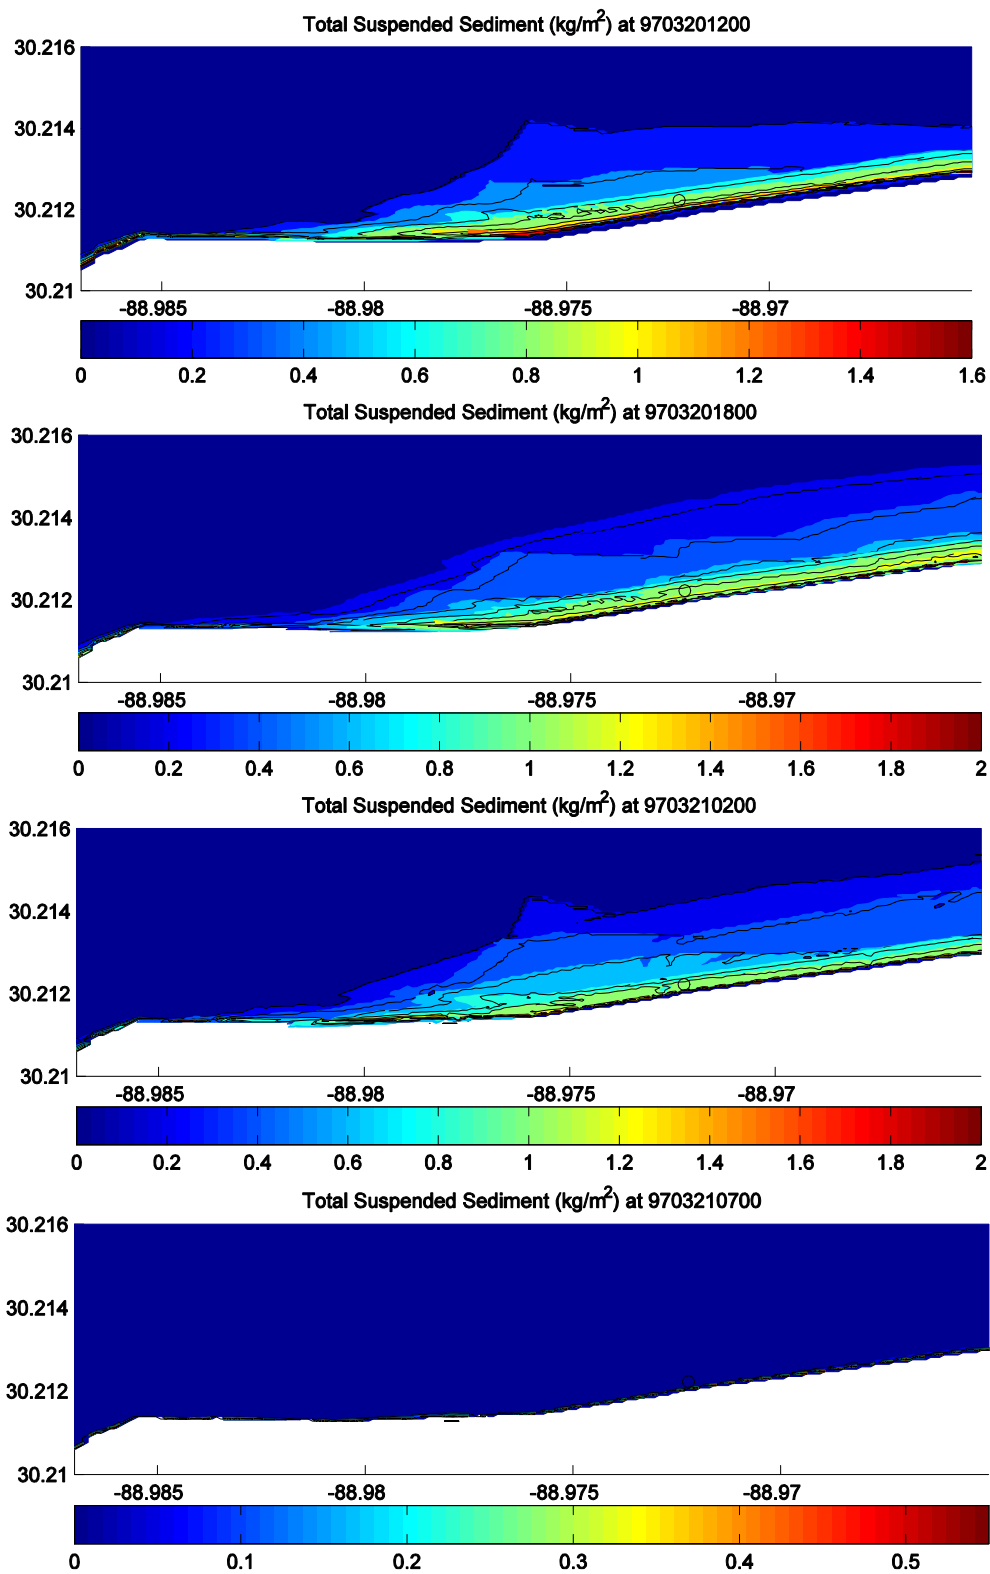 Total Suspended Sediment (kg/m²) at 9703201200
30.216
30.214
30.212
30.21
-88.985 -88.98 -88.975 -88.97
0 0.2 0.4 0.6 0.8 1 1.2 1.4 1.6
Total Suspended Sediment (kg/m²) at 9703201800
30.216
30.214
30.212
30.21
-88.985 -88.98 -88.975 -88.97
0 0.2 0.4 0.6 0.8 1 1.2 1.4 1.6 1.8 2
Total Suspended Sediment (kg/m²) at 9703210200
30.216
30.214
30.212
30.21
-88.985 -88.98 -88.975 -88.97
0 0.2 0.4 0.6 0.8 1 1.2 1.4 1.6 1.8 2
Total Suspended Sediment (kg/m²) at 9703210700
30.216
30.214
30.212
30.21
-88.985 -88.98 -88.975 -88.97
0 0.1 0.2 0.3 0.4 0.5